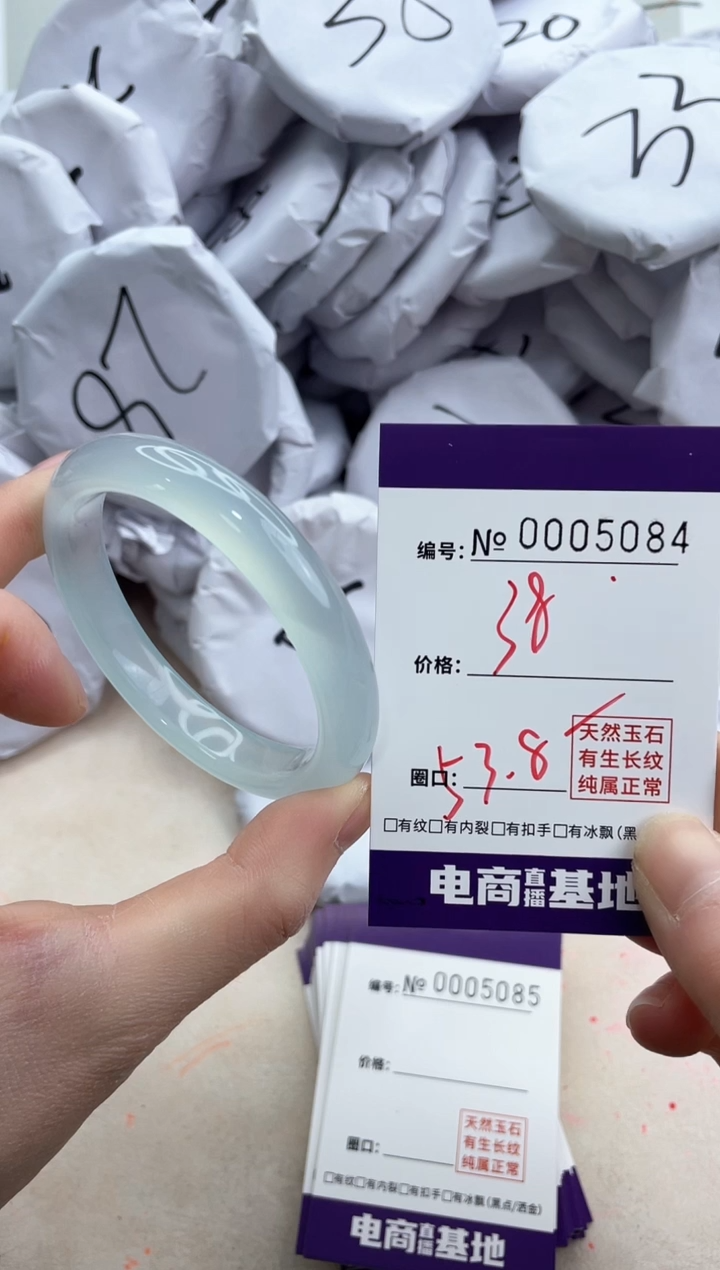 20
编号: Nº 0005084
38
价格:
圈口: 53.8
天然玉石
有生长纹
纯属正常
□有纹□有内裂□有扣手□有冰飘(黑
电商直播基地
编号: Nº 0005085
价格:
圈口:
天然玉石
有生长纹
纯属正常
□有纹□有内裂□有扣手□有冰飘(黑点/洒金)
电商直播基地